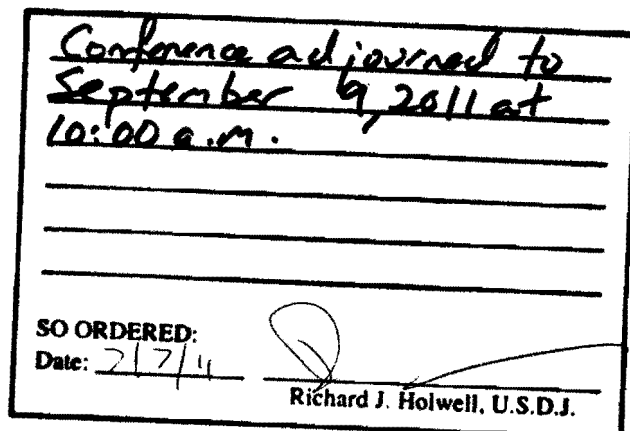 Conference adjourned to
September 9, 2011 at
10:00 a.m.
SO ORDERED:
Date: 7/7/11
Richard J. Holwell, U.S.D.J.